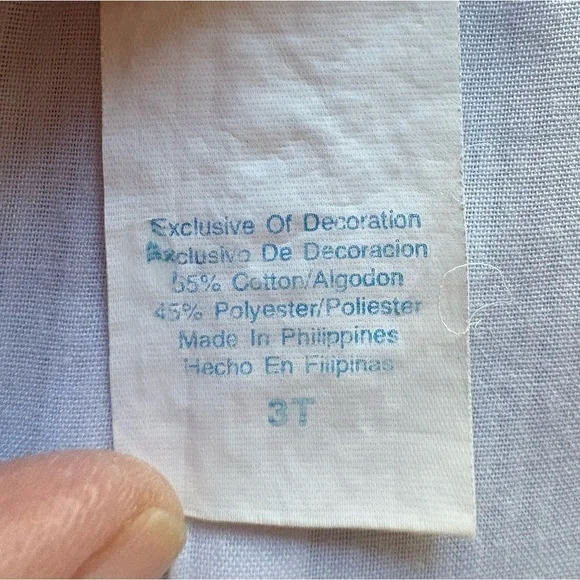 Exclusive Of Decoration
Exclusivo De Decoracion
55% Cotton/Algodon
45% Polyester/Poliester
Made In Philippines
Hecho En Filipinas
3T